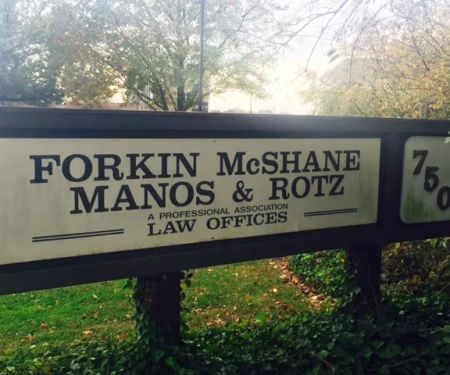 FORKIN McSHANE
MANOS & ROTZ
A PROFESSIONAL ASSOCIATION
LAW OFFICES
750